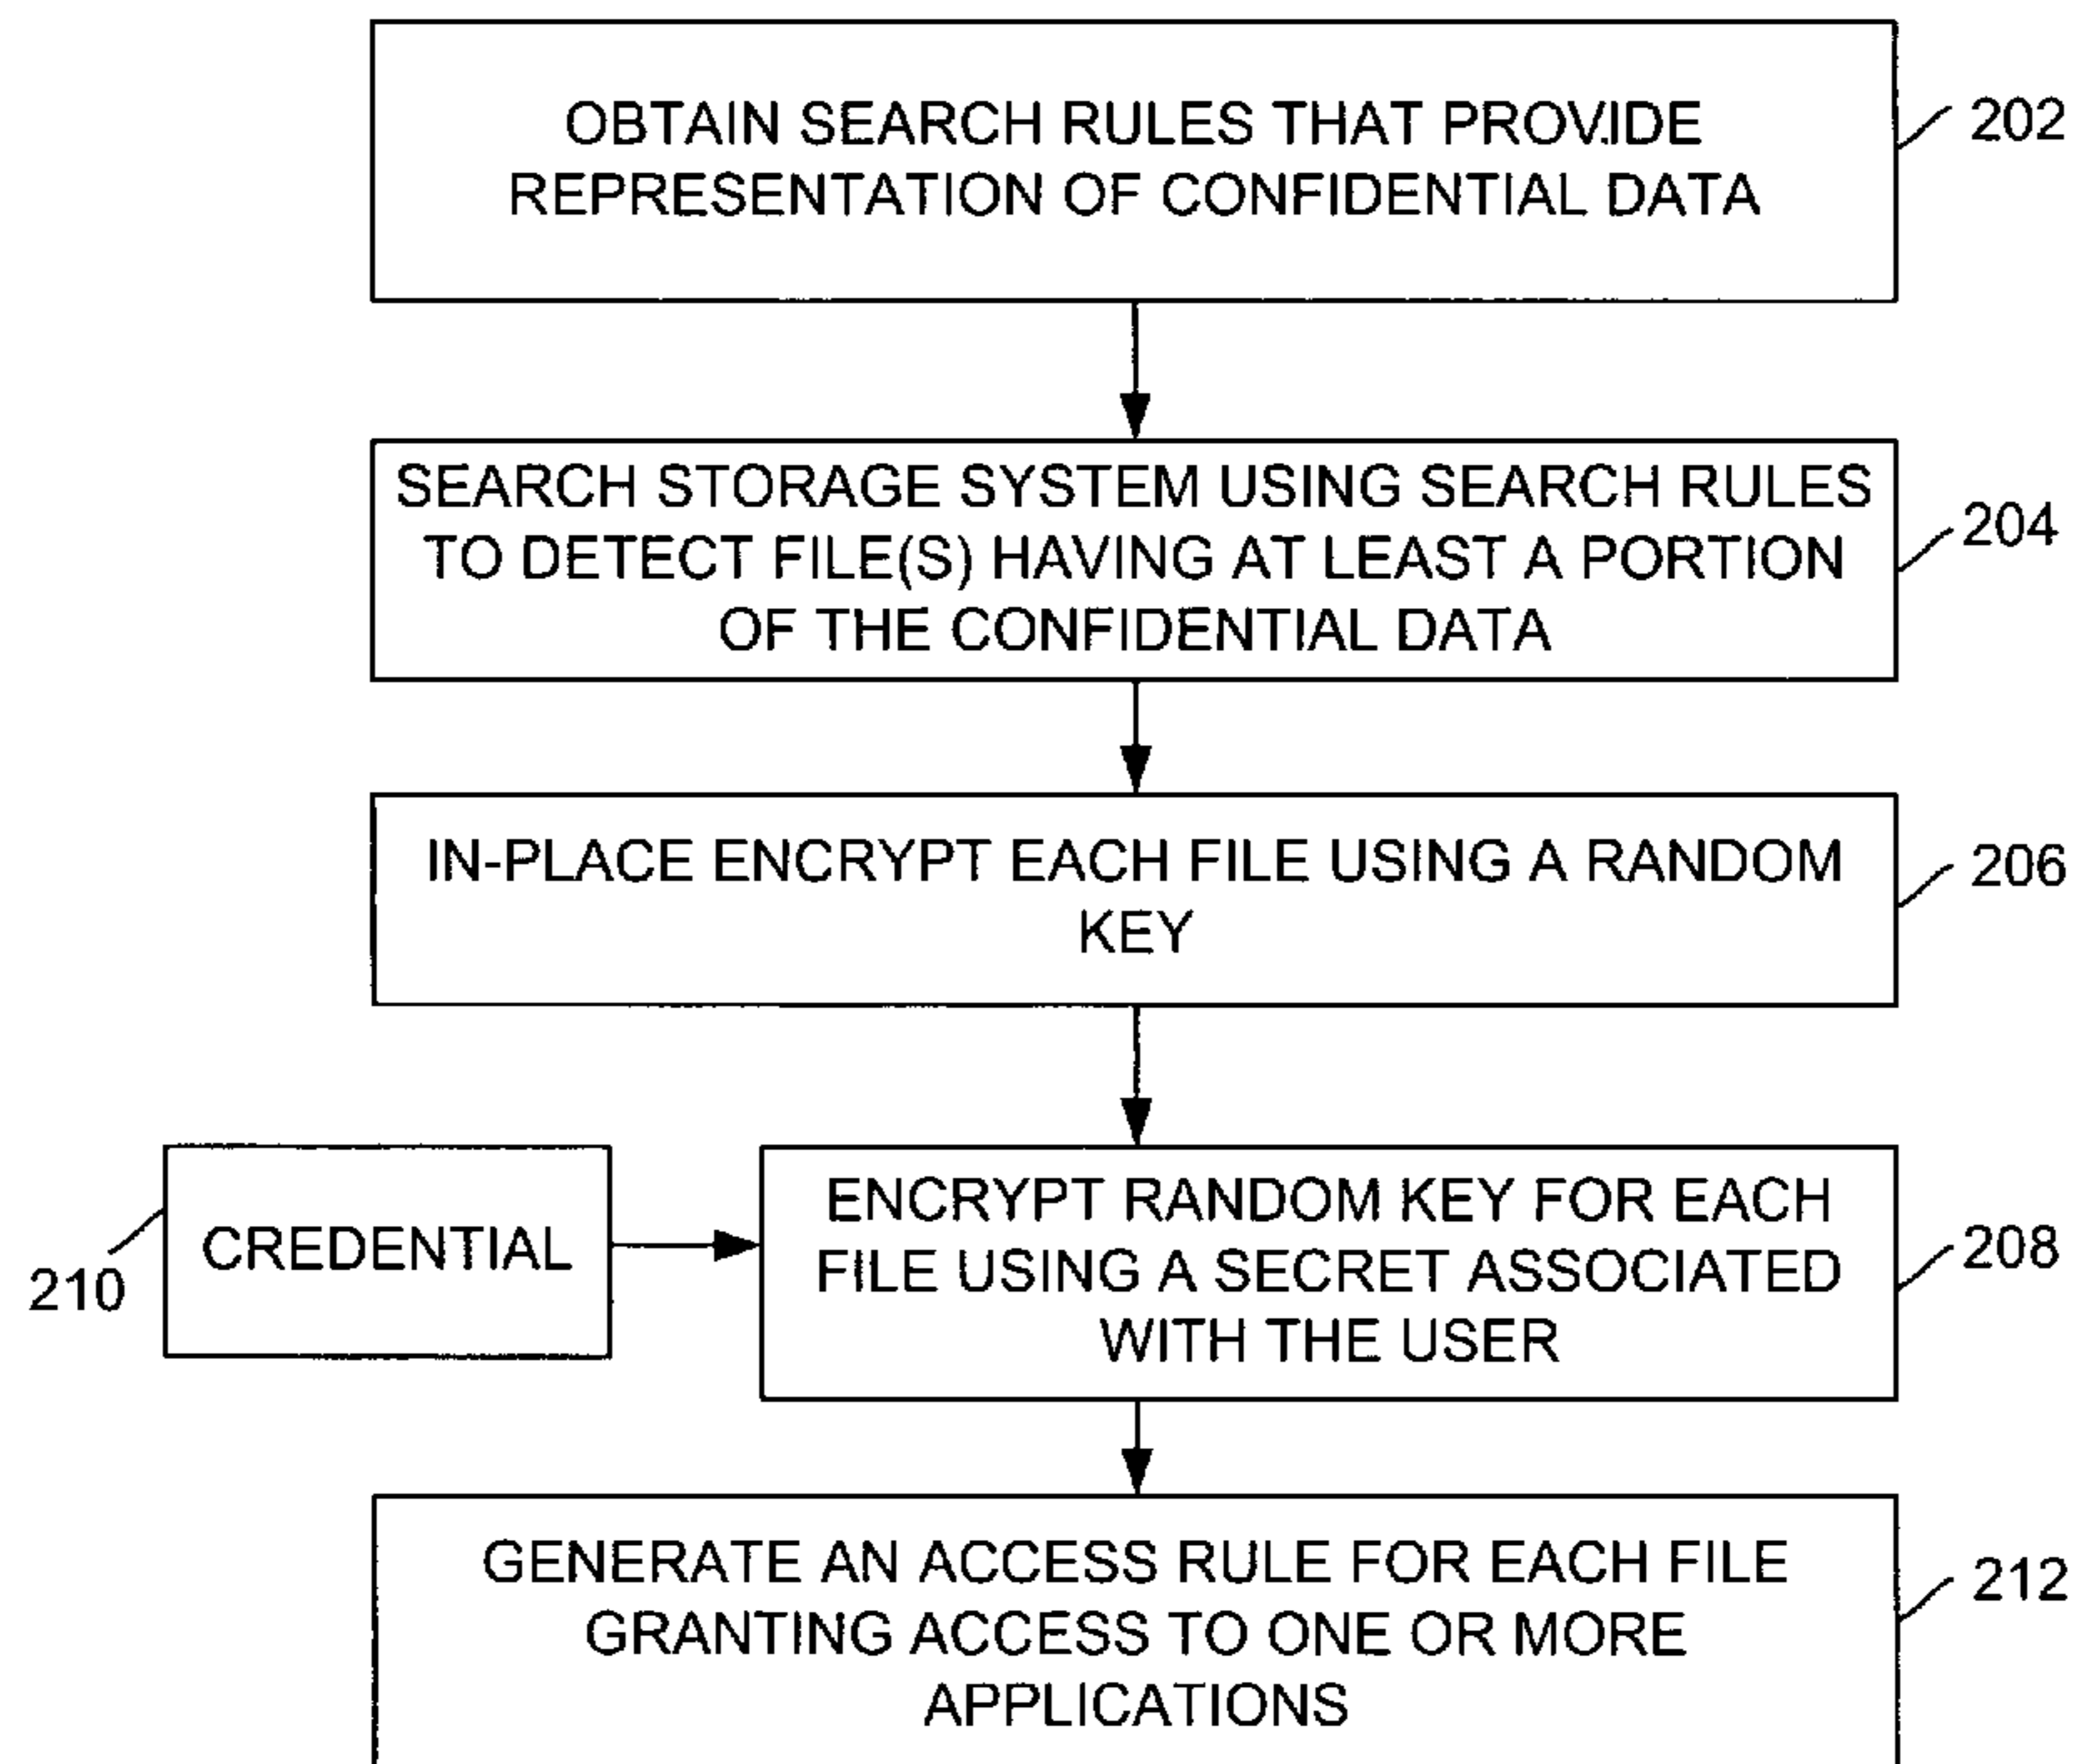 OBTAIN SEARCH RULES THAT PROVIDE
REPRESENTATION OF CONFIDENTIAL DATA
202
SEARCH STORAGE SYSTEM USING SEARCH RULES
TO DETECT FILE(S) HAVING AT LEAST A PORTION
OF THE CONFIDENTIAL DATA
204
IN-PLACE ENCRYPT EACH FILE USING A RANDOM
KEY
206
CREDENTIAL
210
ENCRYPT RANDOM KEY FOR EACH
FILE USING A SECRET ASSOCIATED
WITH THE USER
208
GENERATE AN ACCESS RULE FOR EACH FILE
GRANTING ACCESS TO ONE OR MORE
APPLICATIONS
212